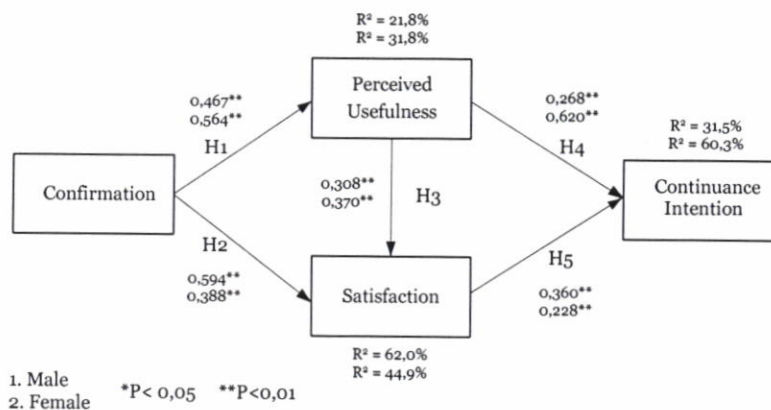 R² = 21,8%
R² = 31,8%
Perceived
Usefulness
0,467**
0,564**
H1
0,268**
0,620**
H4
R² = 31,5%
R² = 60,3%
Confirmation
0,308**
0,370**
H3
Continuance
Intention
H2
0,594**
0,388**
Satisfaction
H5
0,360**
0,228**
R² = 62,0%
R² = 44,9%
1. Male
2. Female
*P< 0,05 **P<0,01